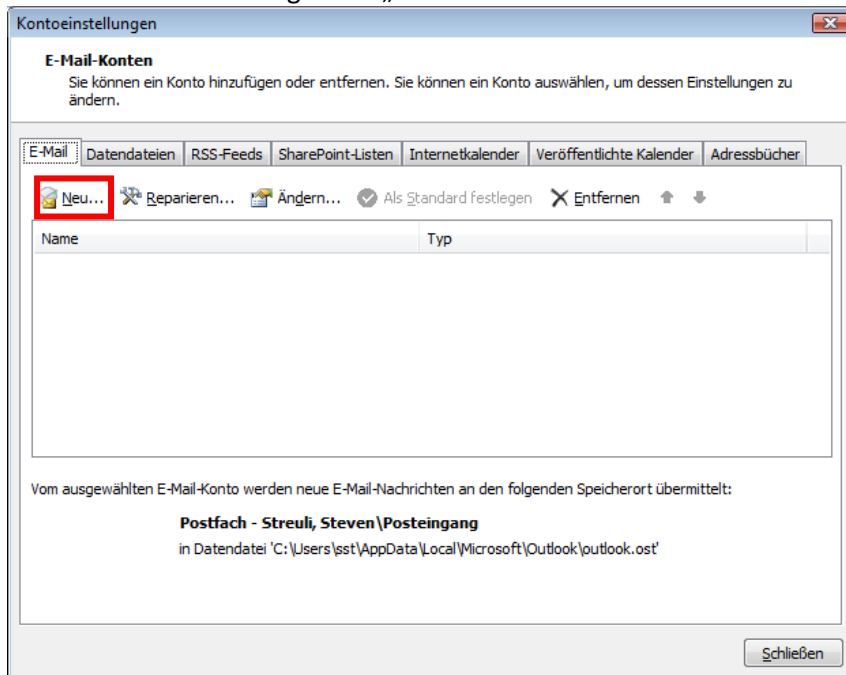 Kontoeinstellungen
E-Mail-Konten
Sie können ein Konto hinzufügen oder entfernen. Sie können ein Konto auswählen, um dessen Einstellungen zu
ändern.
E-Mail Datendateien RSS-Feeds SharePoint-Listen Internetkalender Veröffentlichte Kalender Adressbücher
Neu... Reparieren... Ändern... Als Standard festlegen Entfernen
Name Typ
Vom ausgewählten E-Mail-Konto werden neue E-Mail-Nachrichten an den folgenden Speicherort übermittelt:
Postfach - Streuli, Steven\Posteingang
in Datendatei 'C:\Users\sst\AppData\Local\Microsoft\Outlook\outlook.ost'
Schließen